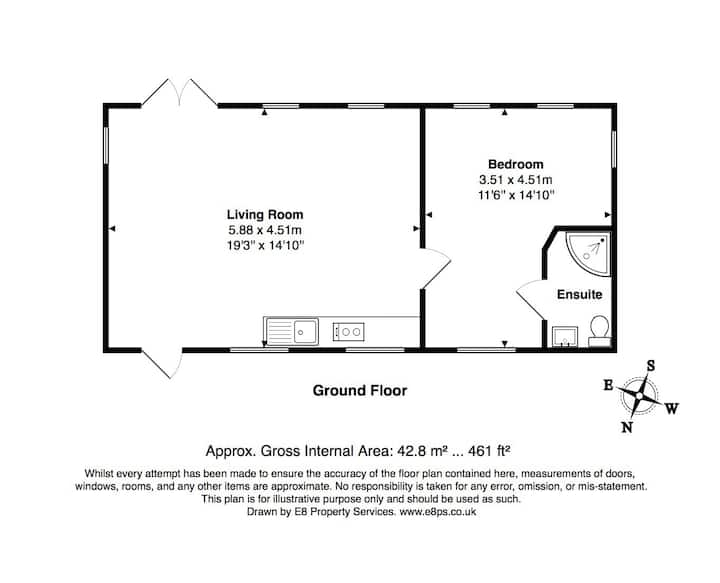 Living Room
5.88 x 4.51m
19'3" x 14'10"
Bedroom
3.51 x 4.51m
11'6" x 14'10"
Ensuite
Ground Floor
S
E
W
N
Approx. Gross Internal Area: 42.8 m² ... 461 ft²
Whilst every attempt has been made to ensure the accuracy of the floor plan contained here, measurements of doors,
windows, rooms, and any other items are approximate. No responsibility is taken for any error, omission, or mis-statement.
This plan is for illustrative purpose only and should be used as such.
Drawn by E8 Property Services. www.e8ps.co.uk